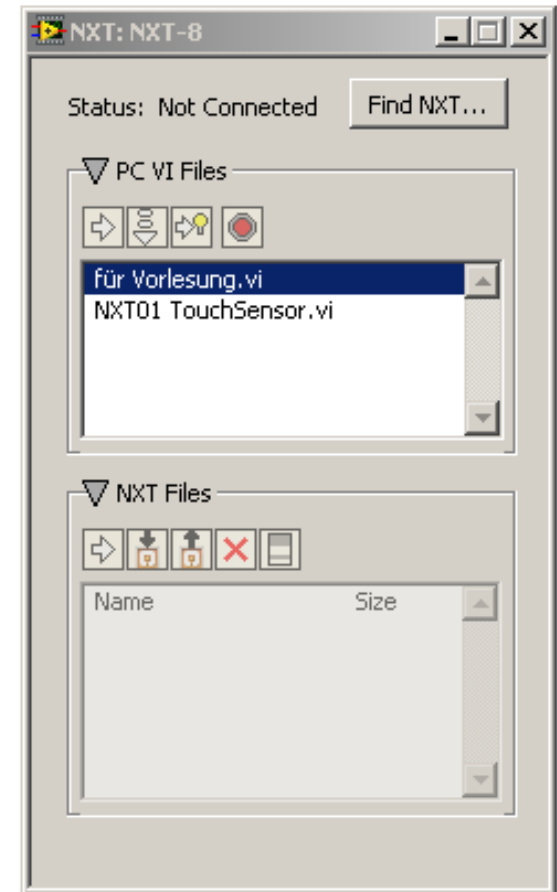 NXT: NXT-8
Status: Not Connected Find NXT...
PC VI Files
für Vorlesung.vi
NXT01 TouchSensor.vi
NXT Files
Name Size